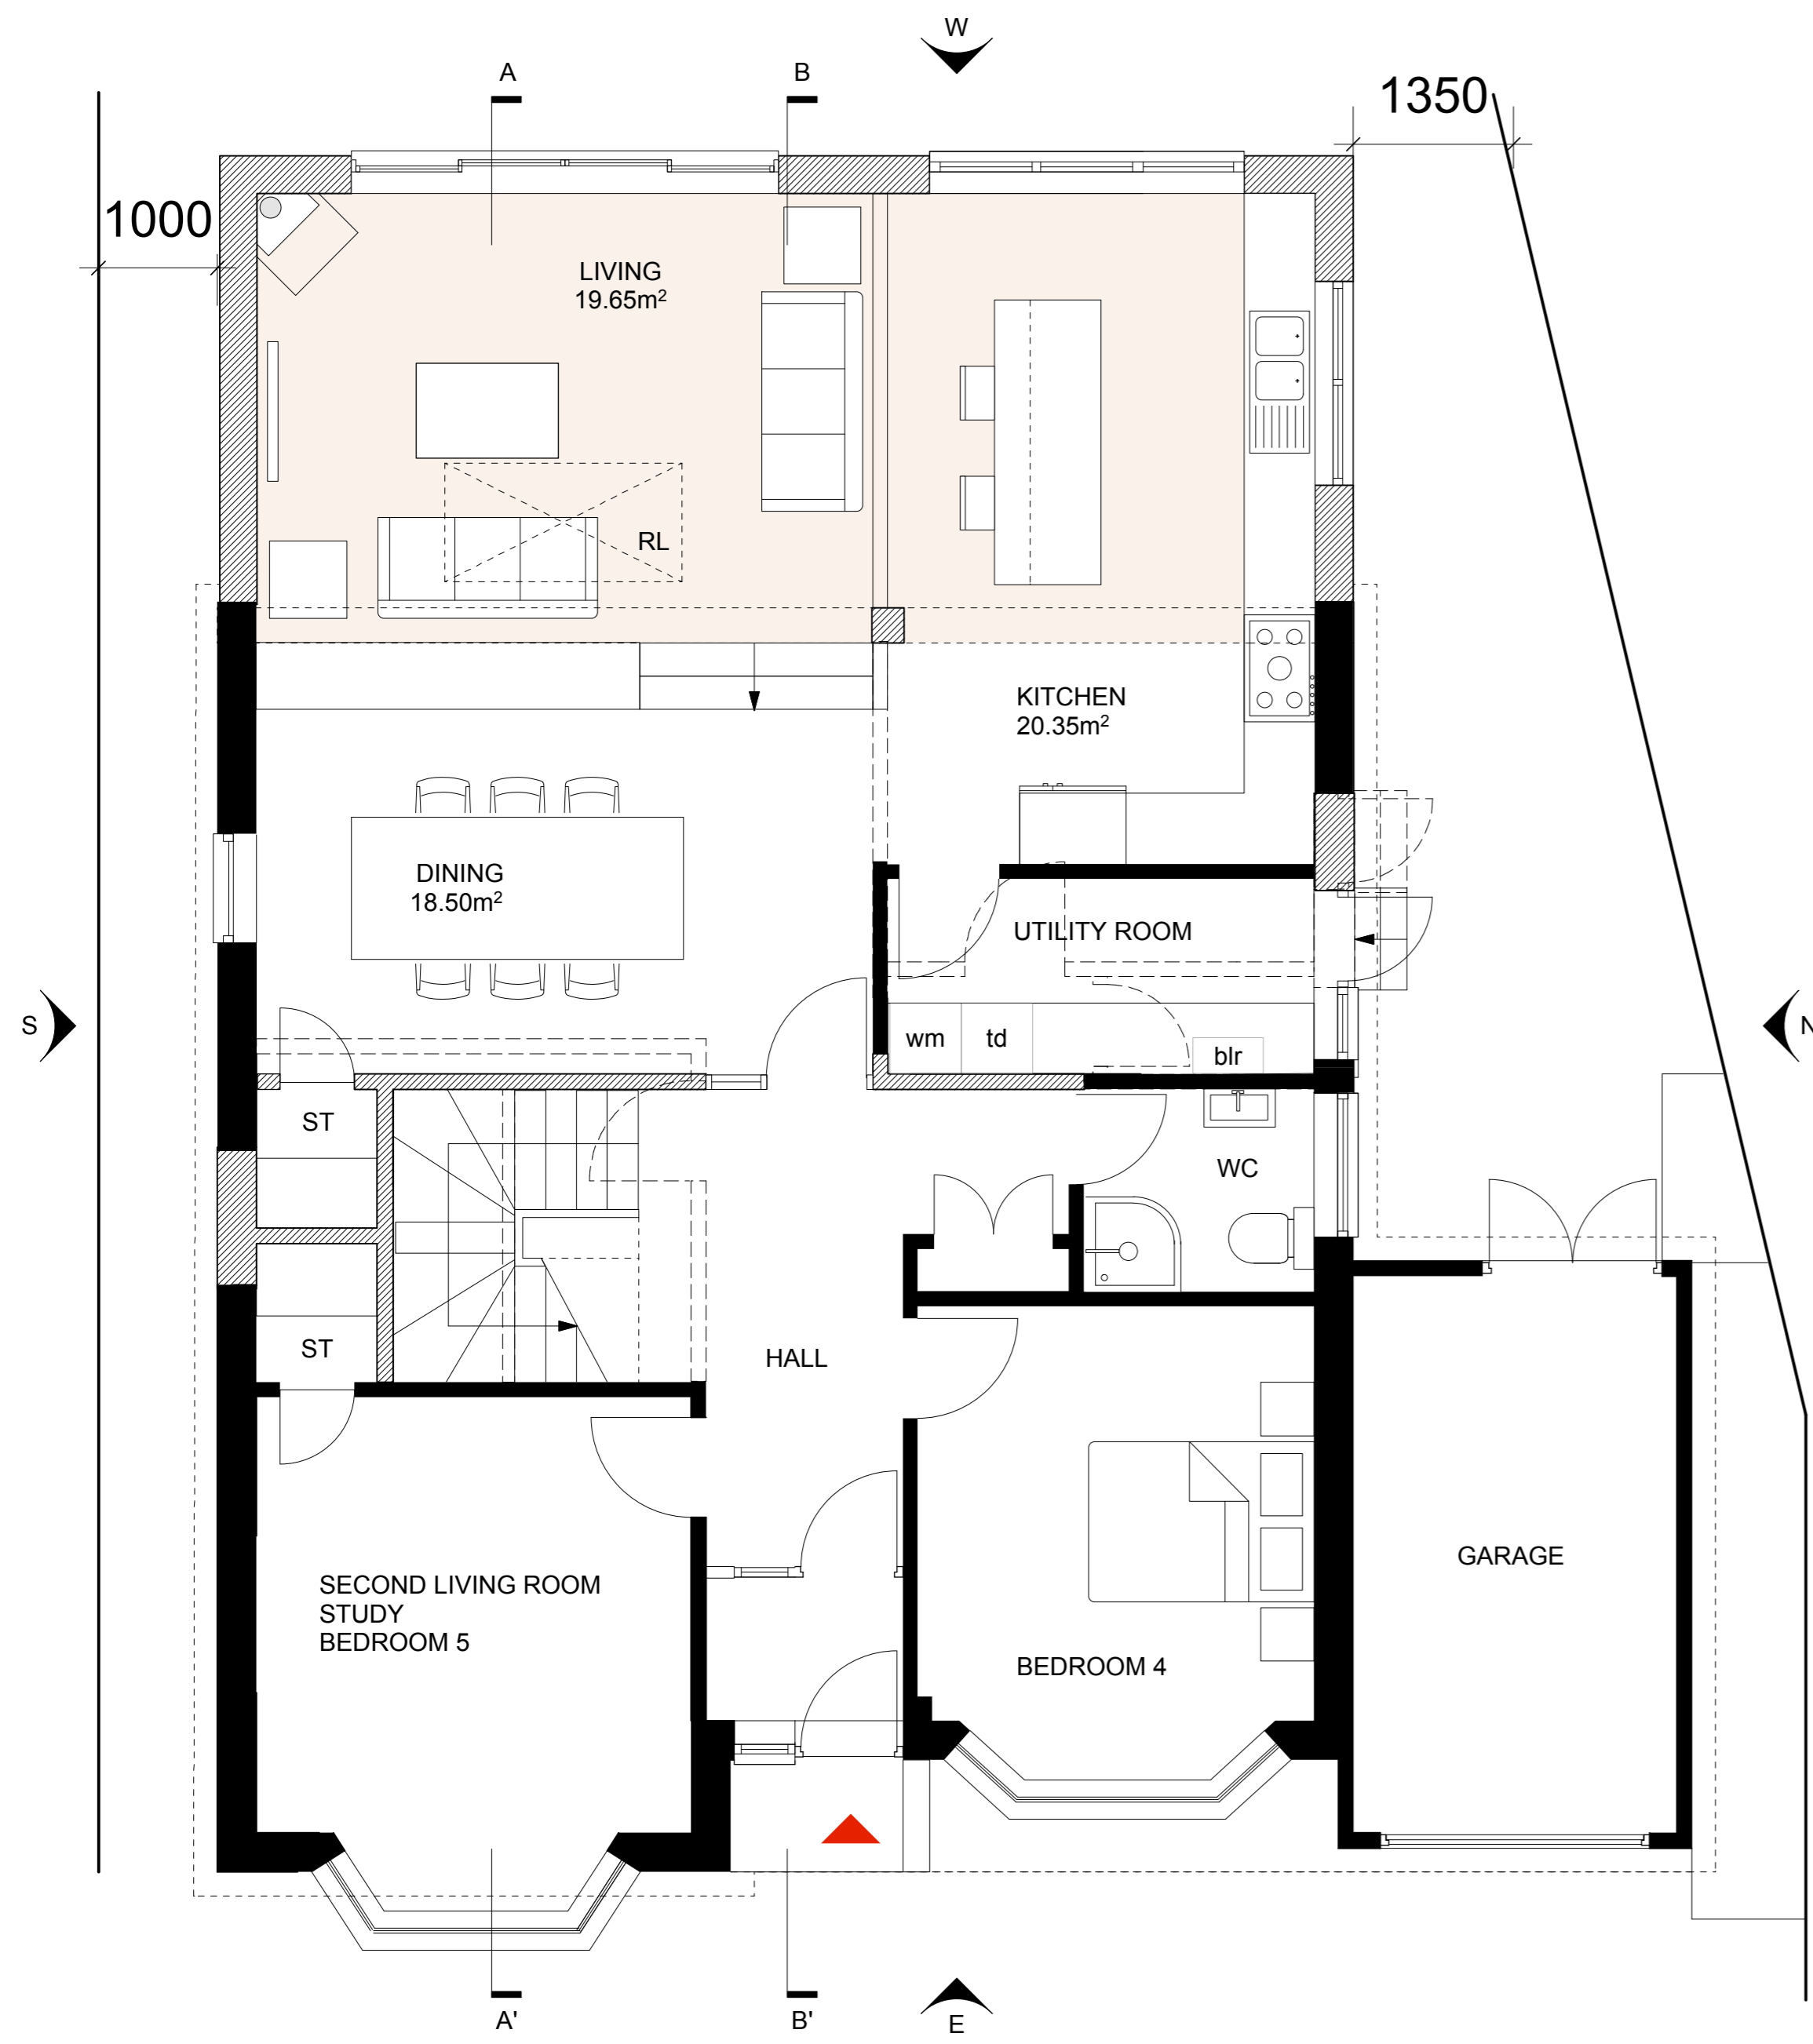 W
A
B
1350
1000
LIVING
19.65m²
RL
KITCHEN
20.35m²
DINING
18.50m²
UTILITY ROOM
S
N
wm
td
blr
ST
WC
ST
HALL
GARAGE
SECOND LIVING ROOM
STUDY
BEDROOM 5
BEDROOM 4
A'
B'
E